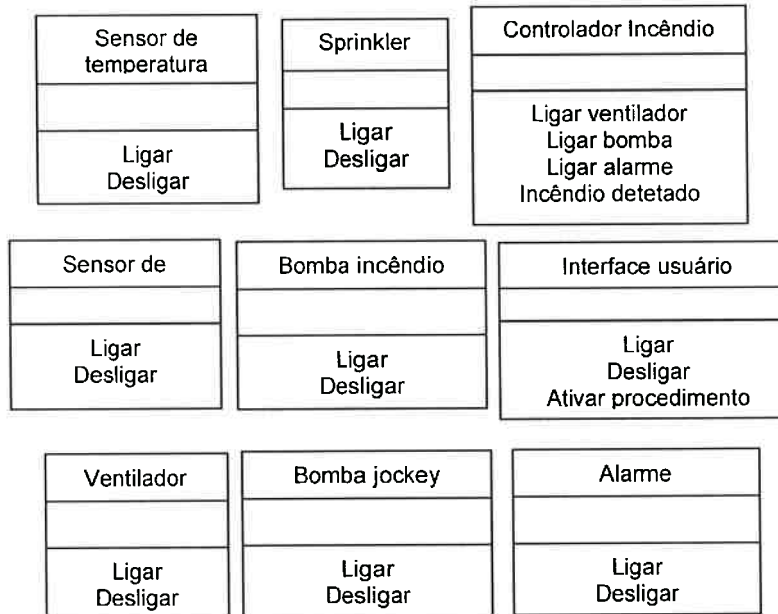 Sensor de
temperatura
Ligar
Desligar
Sprinkler
Ligar
Desligar
Controlador Incêndio
Ligar ventilador
Ligar bomba
Ligar alarme
Incêndio detetado
Sensor de
Ligar
Desligar
Bomba incêndio
Ligar
Desligar
Interface usuário
Ligar
Desligar
Ativar procedimento
Ventilador
Ligar
Desligar
Bomba jockey
Ligar
Desligar
Alarme
Ligar
Desligar